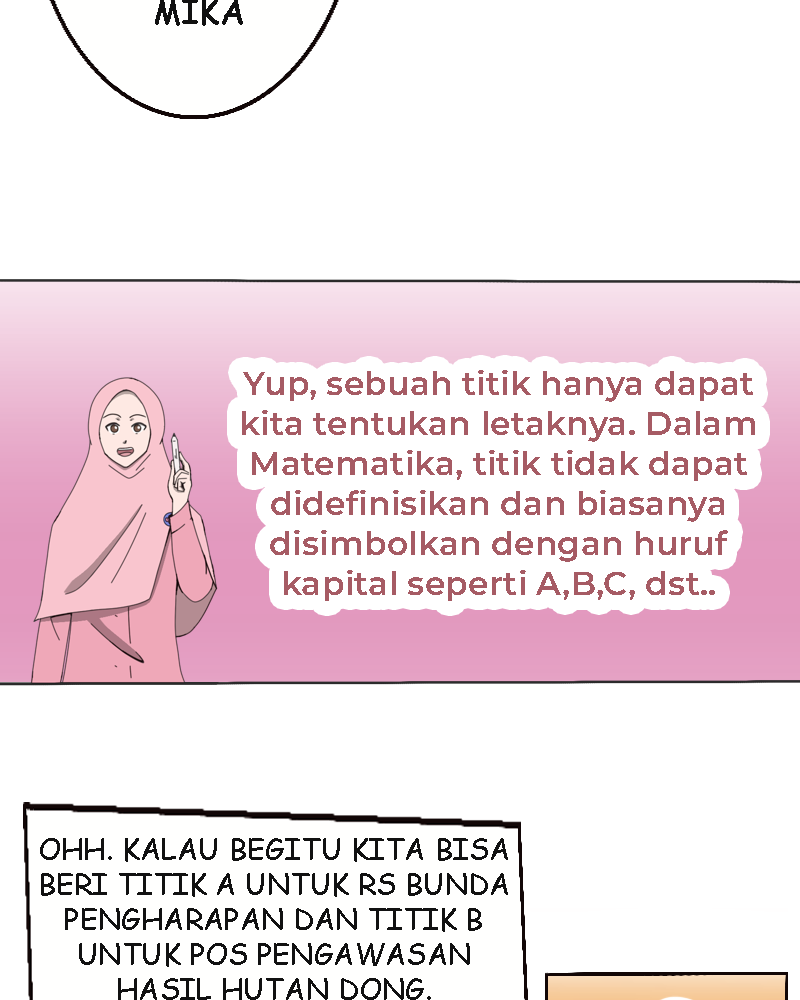 MIKA
Yup, sebuah titik hanya dapat
kita tentukan letaknya. Dalam
Matematika, titik tidak dapat
didefinisikan dan biasanya
disimbolkan dengan huruf
kapital seperti A,B,C, dst..
OHH. KALAU BEGITU KITA BISA
BERI TITIK A UNTUK RS BUNDA
PENGHARAPAN DAN TITIK B
UNTUK POS PENGAWASAN
HASIL HUTAN DONG.